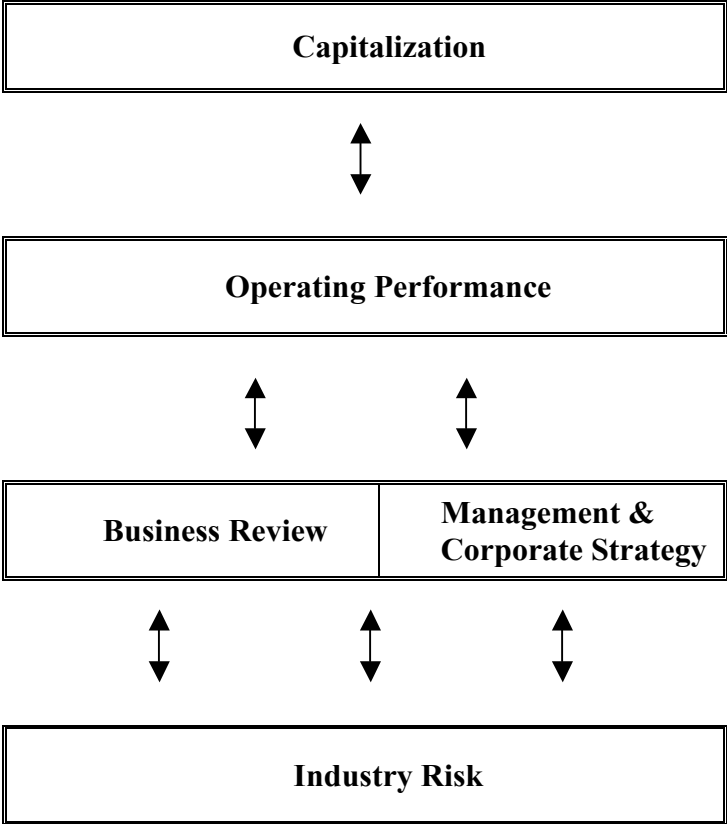 Capitalization
Operating Performance
Business Review
Management &
Corporate Strategy
Industry Risk